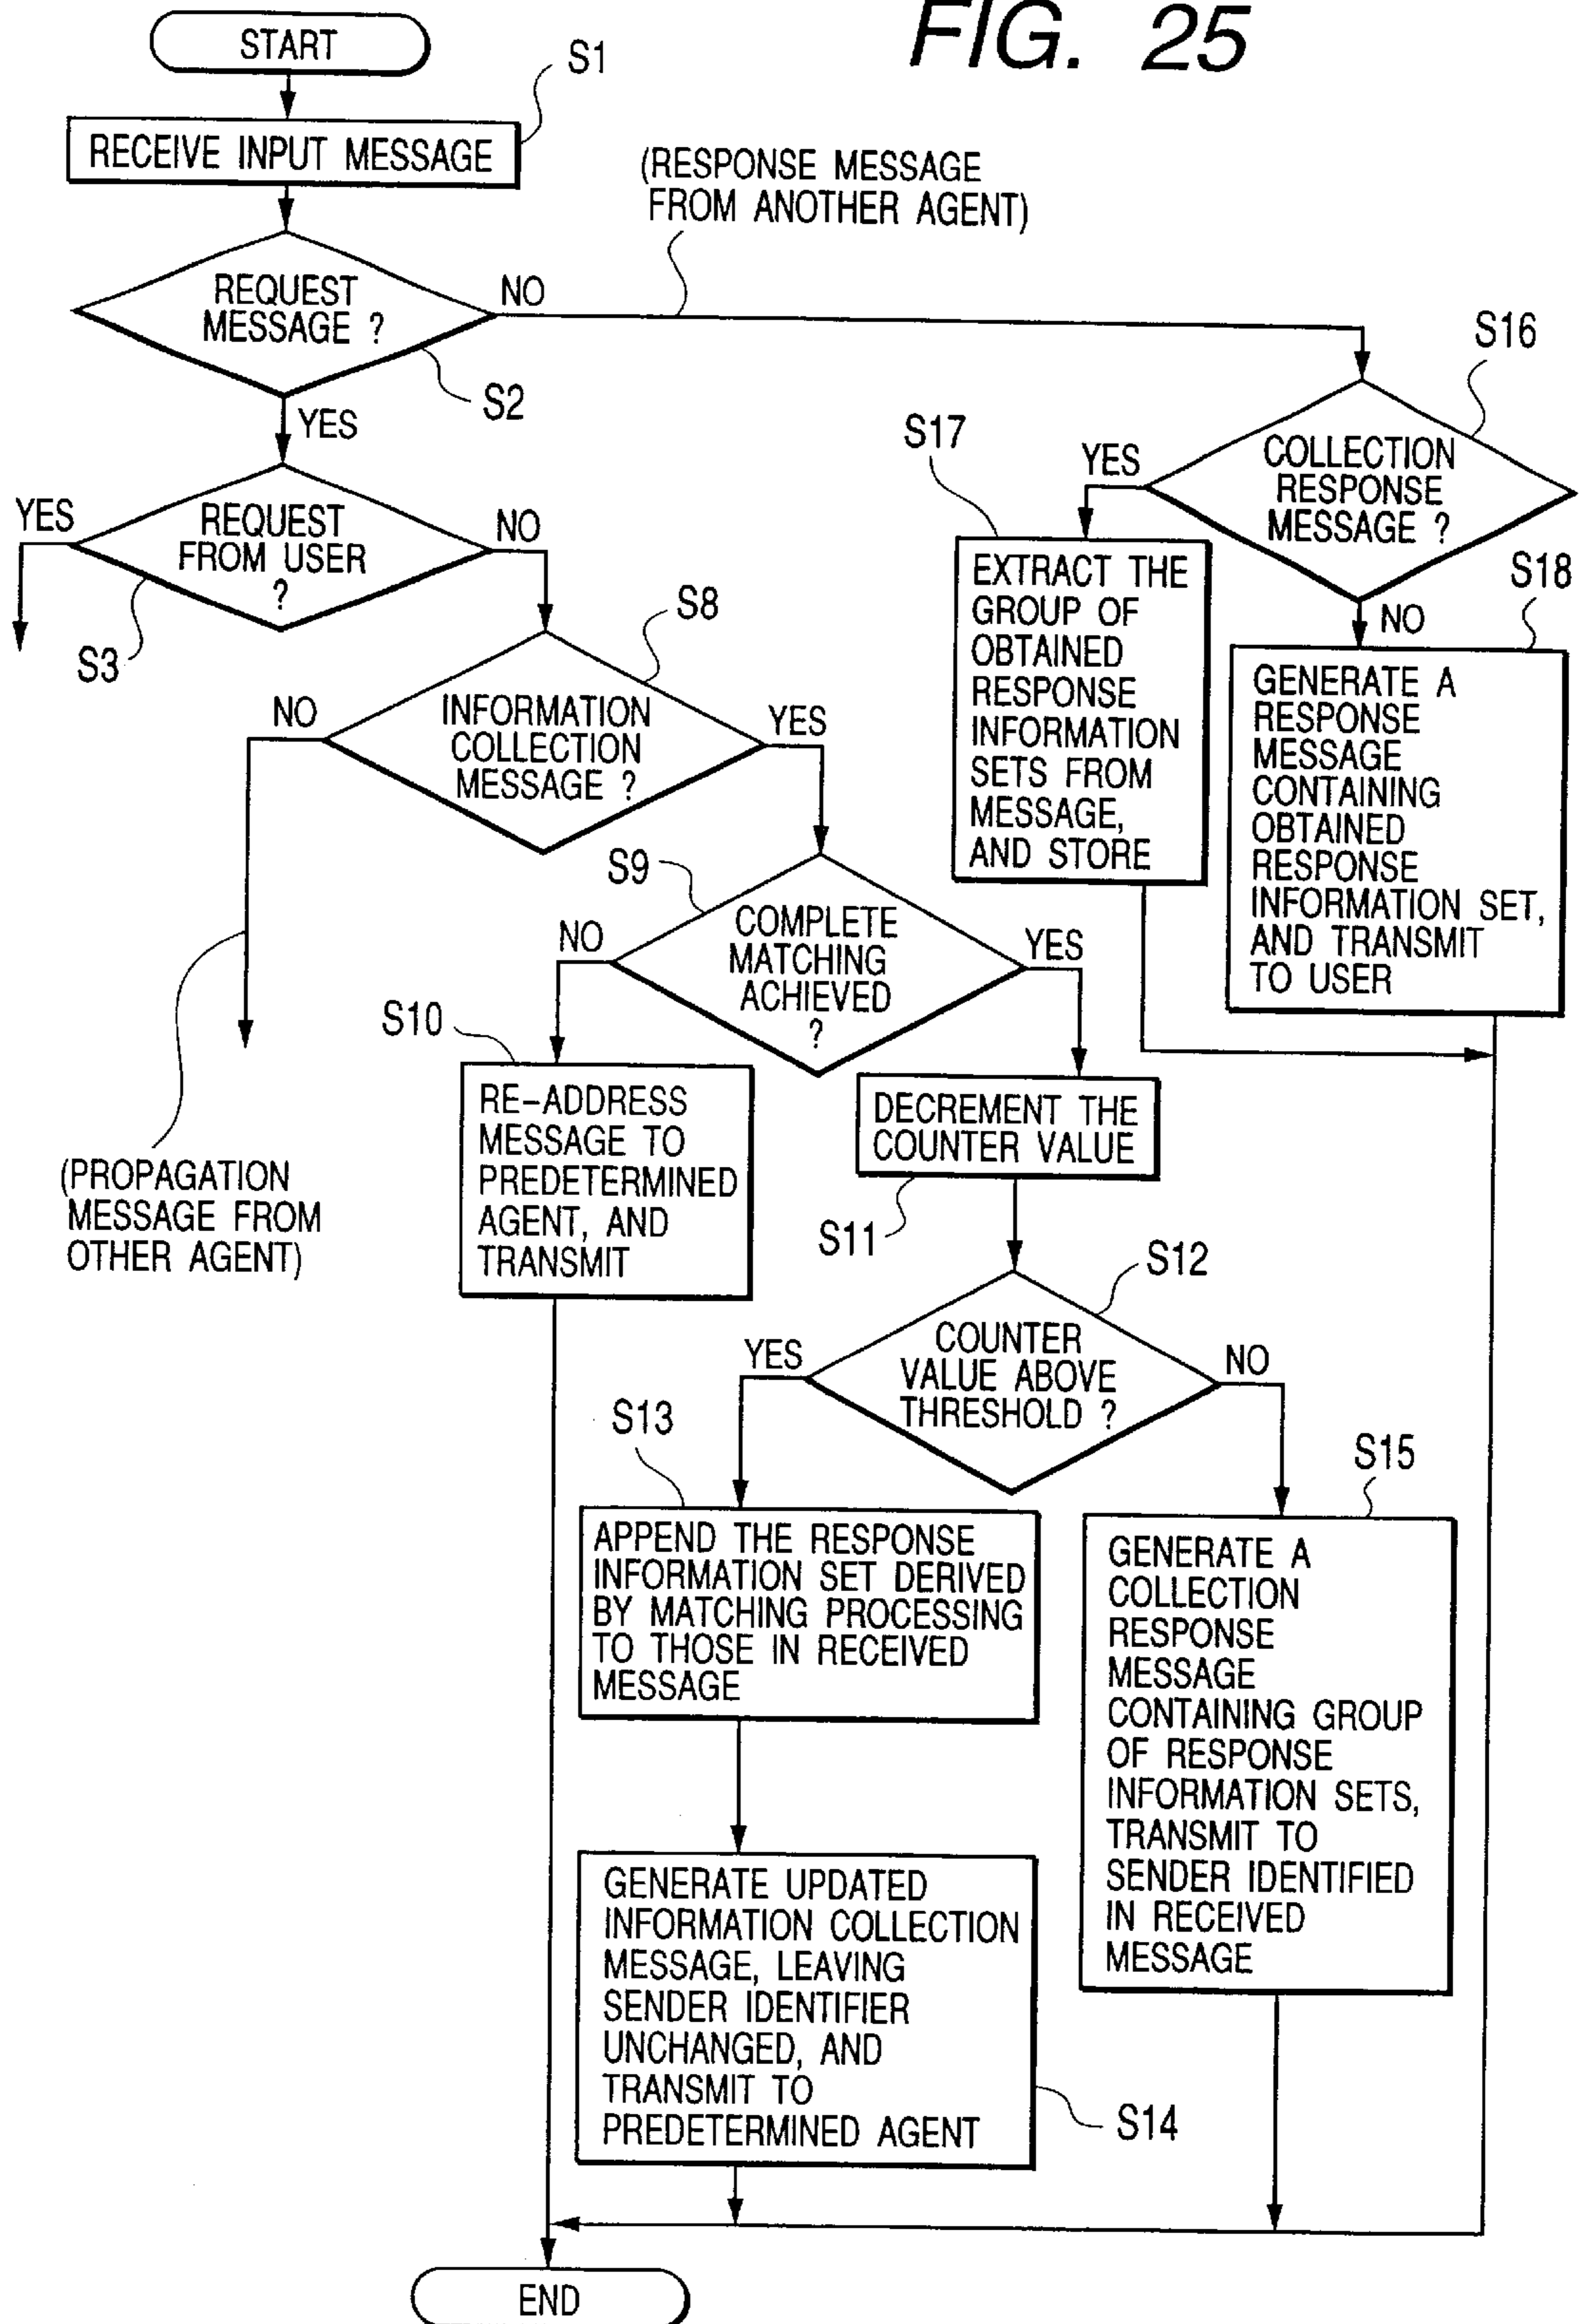 FIG. 25
START
S1
RECEIVE INPUT MESSAGE
(RESPONSE MESSAGE
FROM ANOTHER AGENT)
REQUEST
MESSAGE ?
NO
S2
YES
S16
COLLECTION
RESPONSE
MESSAGE ?
YES
S17
NO
S18
REQUEST
FROM USER
?
YES
NO
S3
EXTRACT THE
GROUP OF
OBTAINED
RESPONSE
INFORMATION
SETS FROM
MESSAGE,
AND STORE
GENERATE A
RESPONSE
MESSAGE
CONTAINING
OBTAINED
RESPONSE
INFORMATION SET,
AND TRANSMIT
TO USER
S8
INFORMATION
COLLECTION
MESSAGE ?
NO
YES
(PROPAGATION
MESSAGE FROM
OTHER AGENT)
S9
COMPLETE
MATCHING
ACHIEVED
?
NO
YES
S10
RE-ADDRESS
MESSAGE TO
PREDETERMINED
AGENT, AND
TRANSMIT
DECREMENT THE
COUNTER VALUE
S11
S12
COUNTER
VALUE ABOVE
THRESHOLD ?
YES
NO
S13
APPEND THE RESPONSE
INFORMATION SET DERIVED
BY MATCHING PROCESSING
TO THOSE IN RECEIVED
MESSAGE
S15
GENERATE A
COLLECTION
RESPONSE
MESSAGE
CONTAINING GROUP
OF RESPONSE
INFORMATION SETS,
TRANSMIT TO
SENDER IDENTIFIED
IN RECEIVED
MESSAGE
GENERATE UPDATED
INFORMATION COLLECTION
MESSAGE, LEAVING
SENDER IDENTIFIER
UNCHANGED, AND
TRANSMIT TO
PREDETERMINED AGENT
S14
END